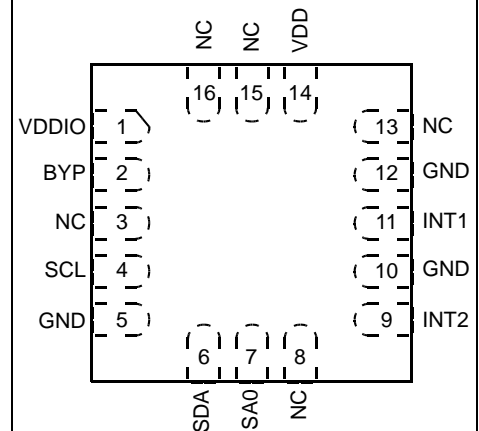 NC NC VDD
16 15 14
VDDIO 1 13 NC
BYP 2 12 GND
NC 3 11 INT1
SCL 4 10 GND
GND 5 9 INT2
6 7 8
SDA SA0 NC